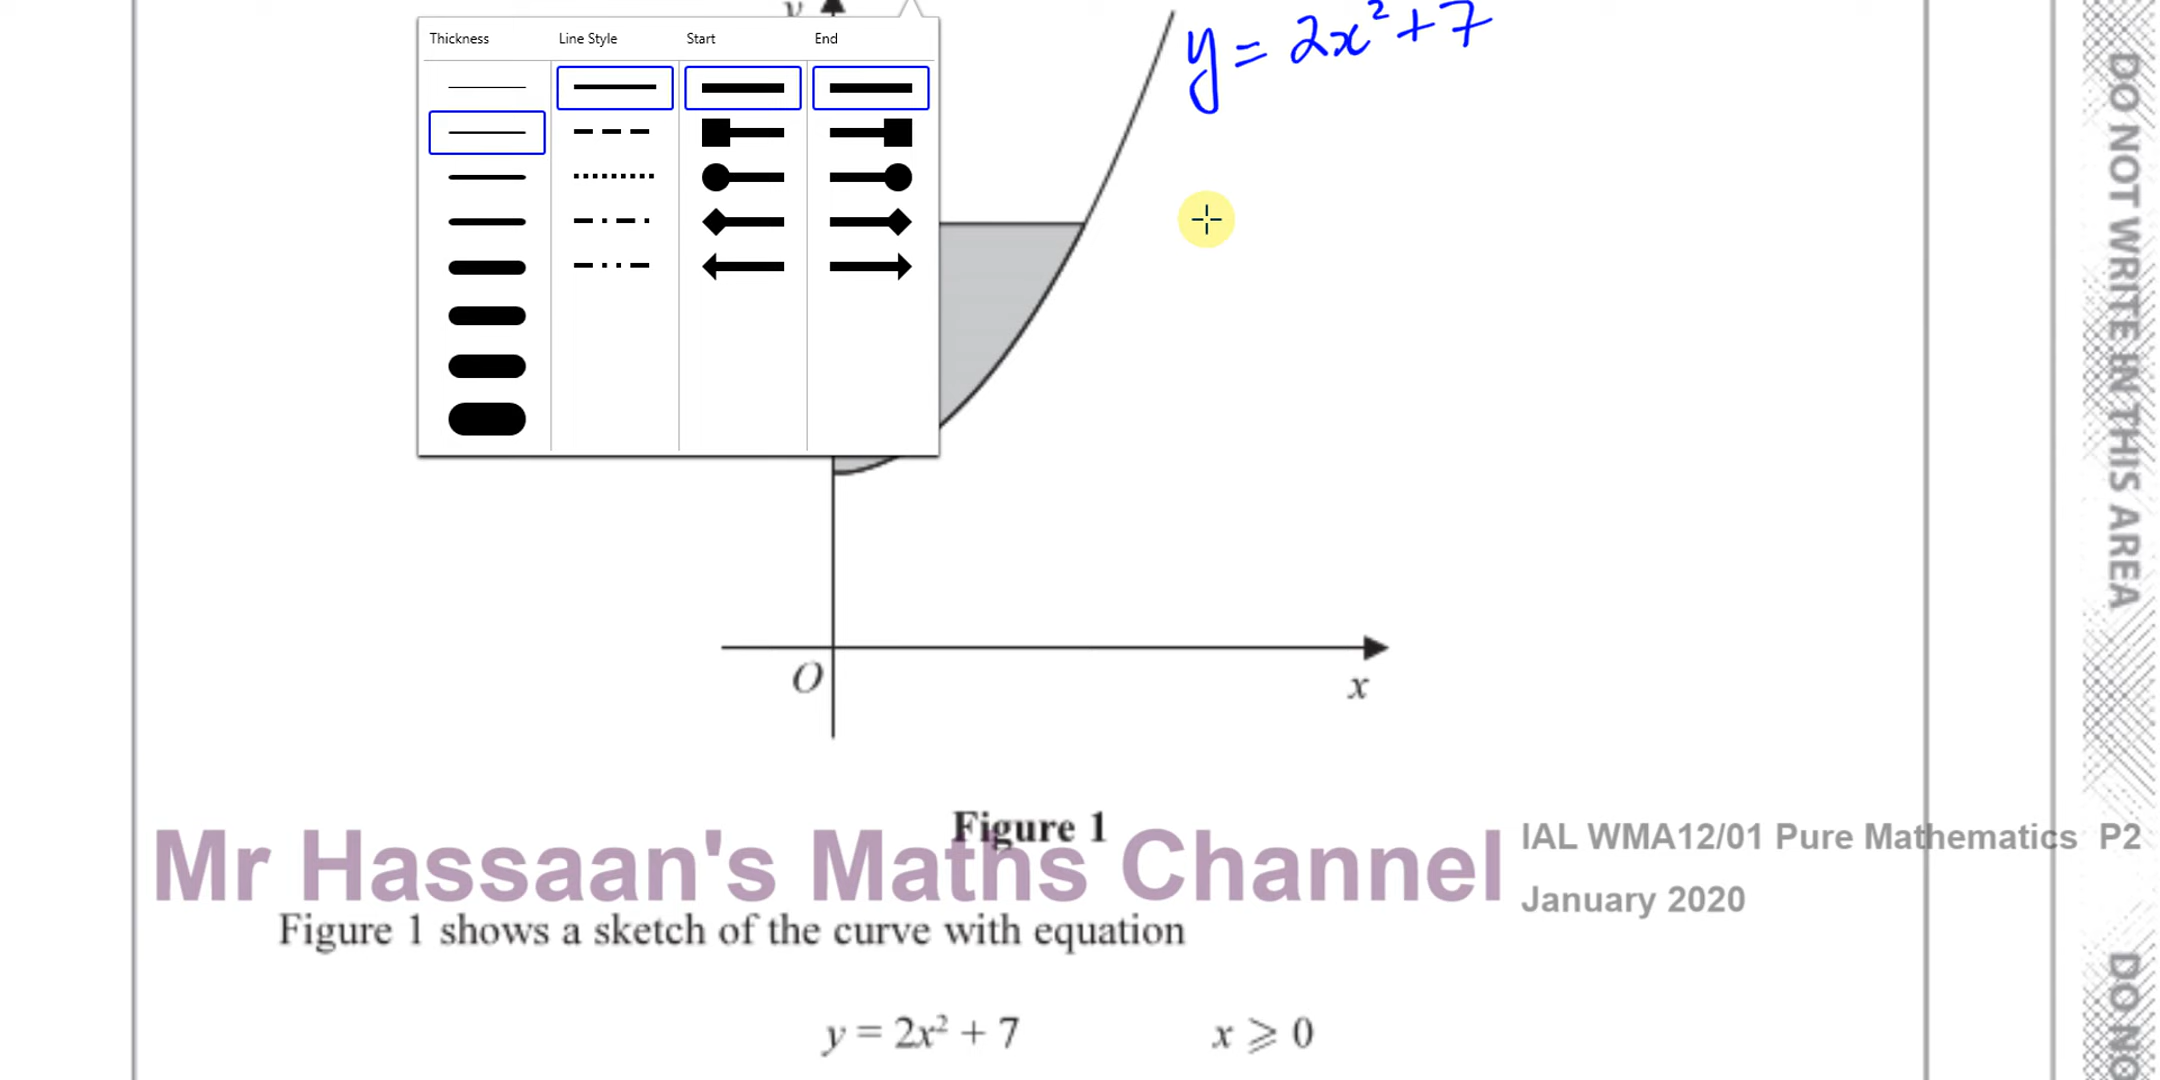 y
y = 2x² + 7
Thickness Line Style Start End
O
x
Figure 1
Mr Hassaan's Maths Channel
IAL WMA12/01 Pure Mathematics P2
January 2020
Figure 1 shows a sketch of the curve with equation
y = 2x² + 7 x ⩾ 0
DO NOT WRITE IN THIS AREA
DO NO